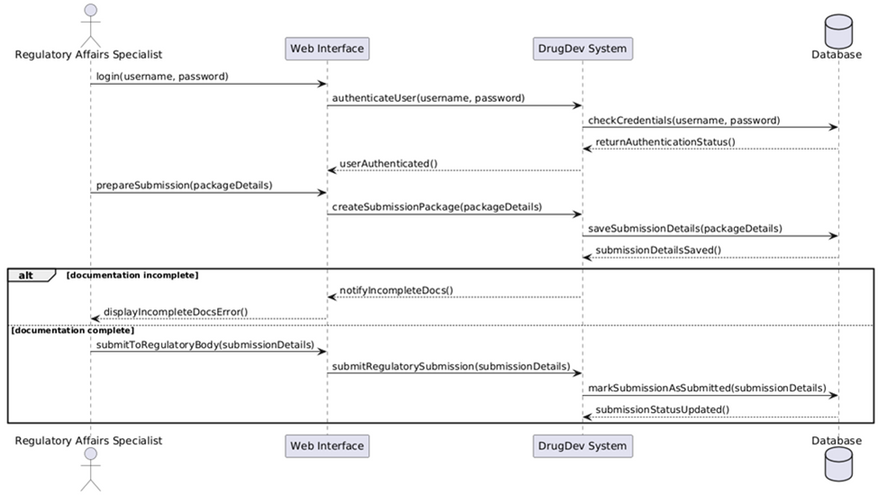 Regulatory Affairs Specialist
Web Interface
DrugDev System
Database
login(username, password)
authenticateUser(username, password)
checkCredentials(username, password)
returnAuthenticationStatus()
userAuthenticated()
prepareSubmission(packageDetails)
createSubmissionPackage(packageDetails)
saveSubmissionDetails(packageDetails)
submissionDetailsSaved()
alt [documentation incomplete]
notifyIncompleteDocs()
displayIncompleteDocsError()
[documentation complete]
submitToRegulatoryBody(submissionDetails)
submitRegulatorySubmission(submissionDetails)
markSubmissionAsSubmitted(submissionDetails)
submissionStatusUpdated()
Regulatory Affairs Specialist
Web Interface
DrugDev System
Database